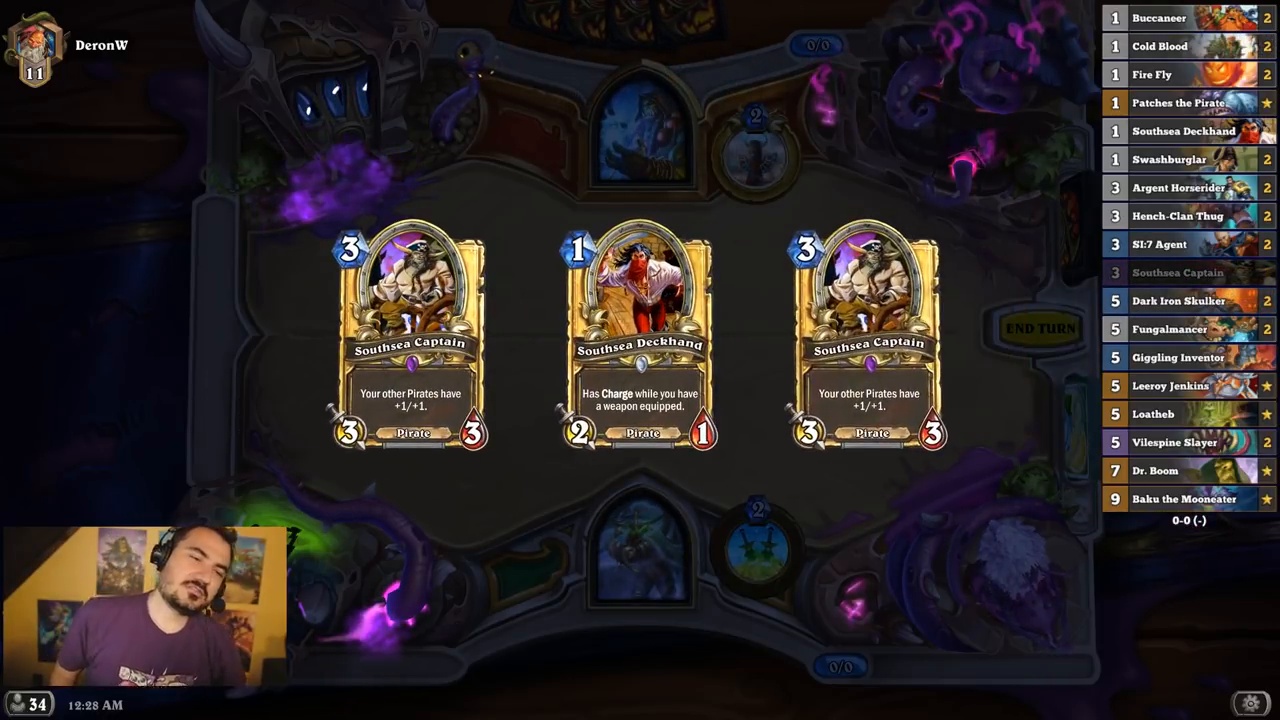 DeronW
11
0/0
2
3
Southsea Captain
Your other Pirates have
+1/+1.
3
Pirate
3
1
Southsea Deckhand
Has Charge while you have
a weapon equipped.
2
Pirate
1
3
Southsea Captain
Your other Pirates have
+1/+1.
3
Pirate
3
END TURN
2
0/0
34
12:28 AM
1 Buccaneer 2
1 Cold Blood 2
1 Fire Fly 2
1 Patches the Pirate
1 Southsea Deckhand
1 Swashburglar 2
3 Argent Horserider 2
3 Hench-Clan Thug 2
3 SI:7 Agent 2
3 Southsea Captain
5 Dark Iron Skulker 2
5 Fungalmancer 2
5 Giggling Inventor
5 Leeroy Jenkins
5 Loatheb
5 Vilespine Slayer 2
7 Dr. Boom
9 Baku the Mooneater
0-0 (-)